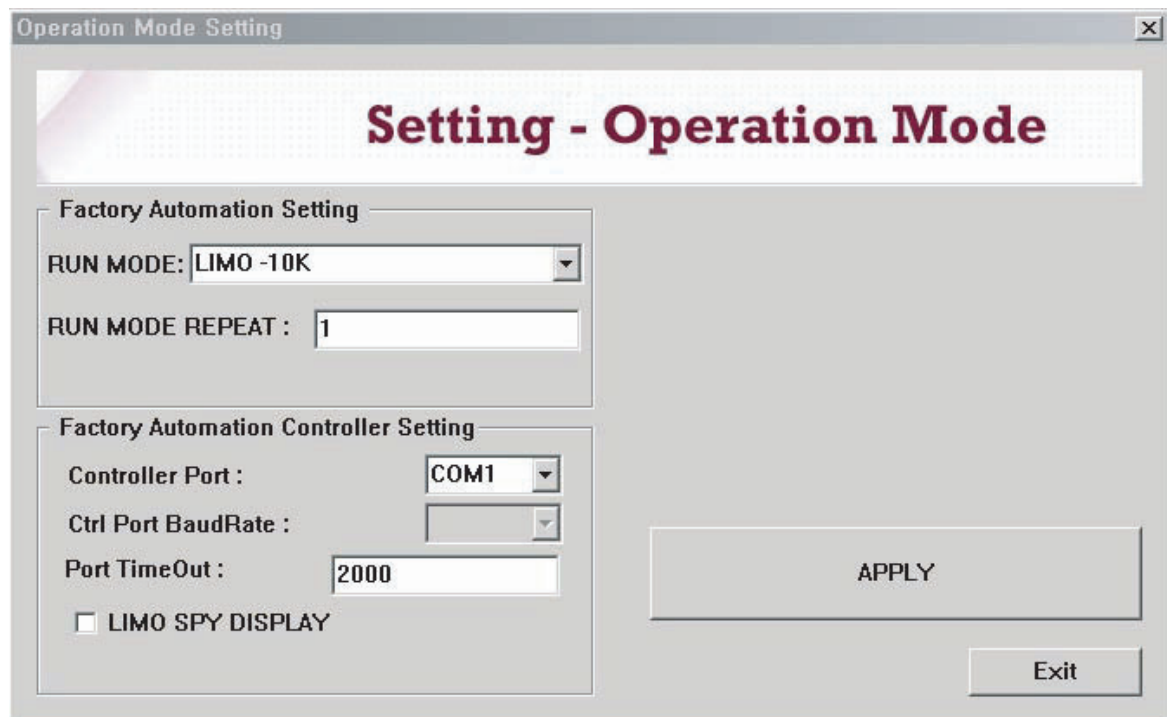 Operation Mode Setting
Setting - Operation Mode
Factory Automation Setting
RUN MODE: LIMO -10K
RUN MODE REPEAT : 1
Factory Automation Controller Setting
Controller Port : COM1
Ctrl Port BaudRate :
Port TimeOut : 2000
LIMO SPY DISPLAY
APPLY
Exit